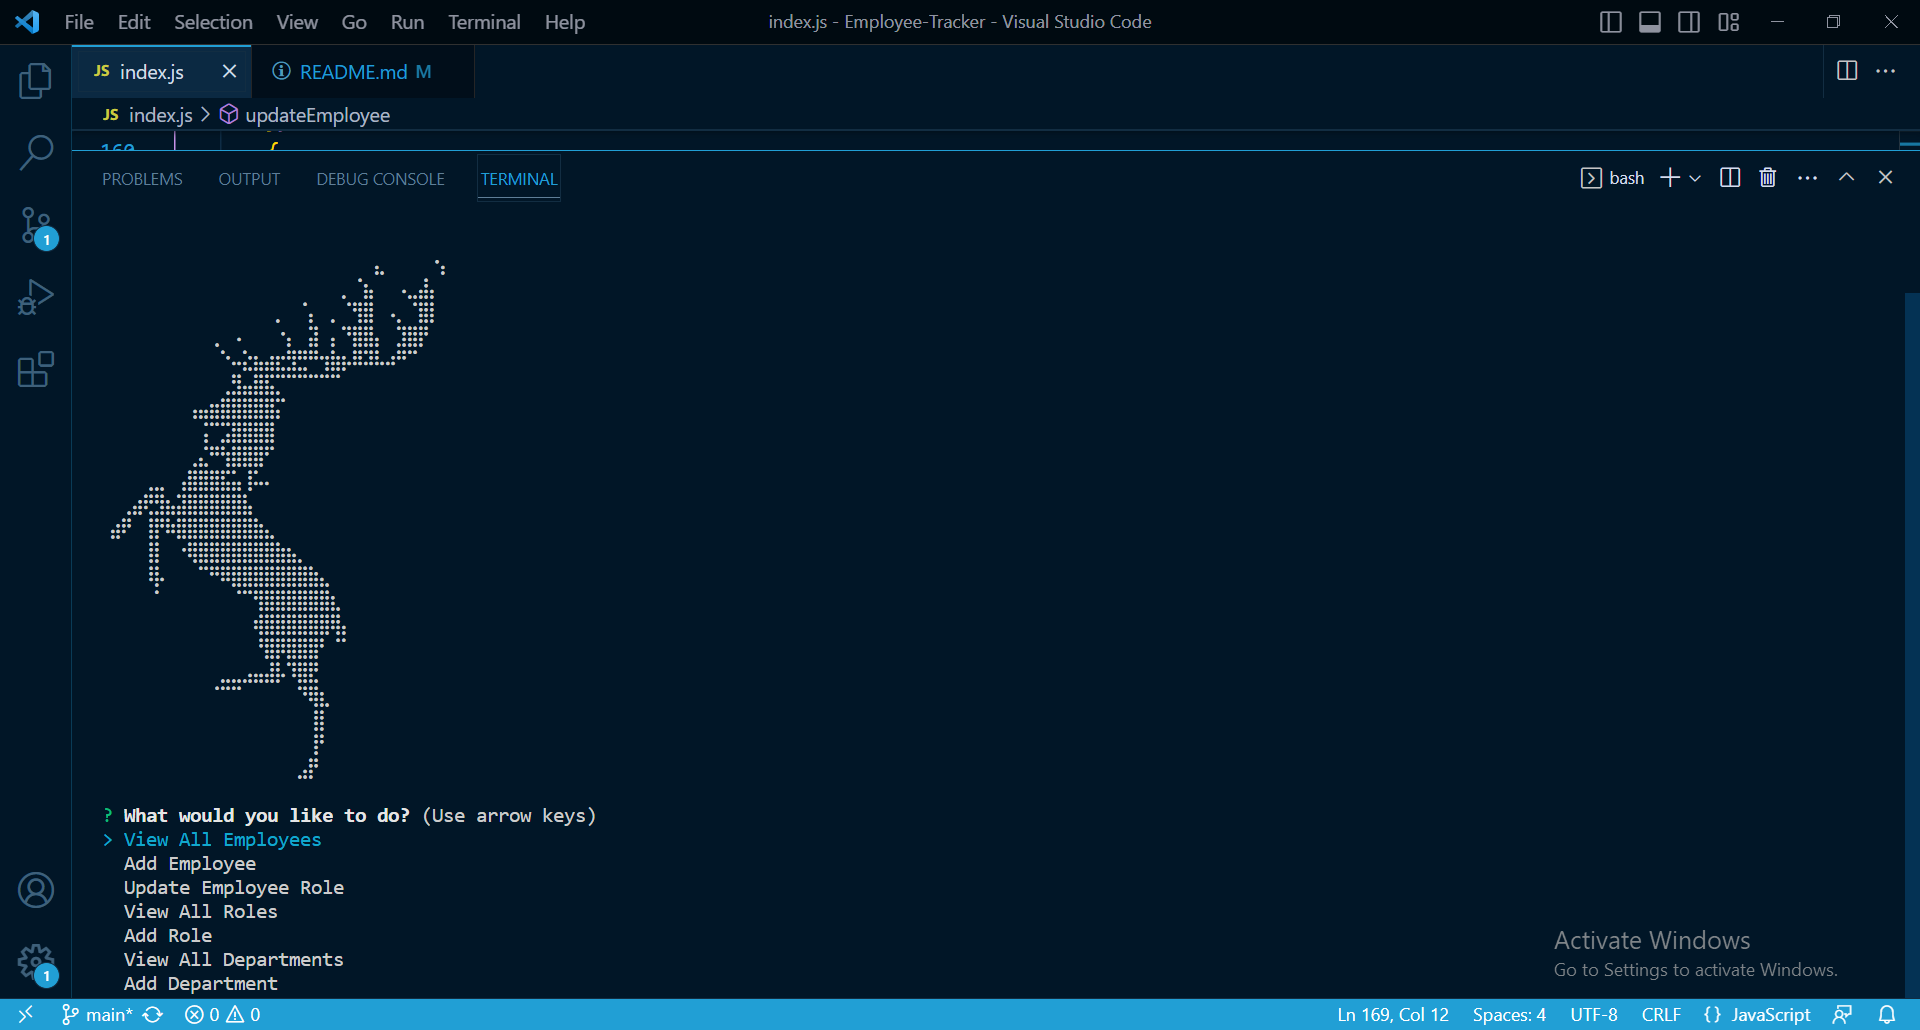 File Edit Selection View Go Run Terminal Help index.js - Employee-Tracker - Visual Studio Code
JS index.js README.md M
JS index.js > updateEmployee
160 {
PROBLEMS OUTPUT DEBUG CONSOLE TERMINAL bash
1
? What would you like to do? (Use arrow keys)
> View All Employees
Add Employee
Update Employee Role
View All Roles
Add Role
View All Departments
Add Department
1
Activate Windows
Go to Settings to activate Windows.
main* 0 0 Ln 169, Col 12 Spaces: 4 UTF-8 CRLF {} JavaScript